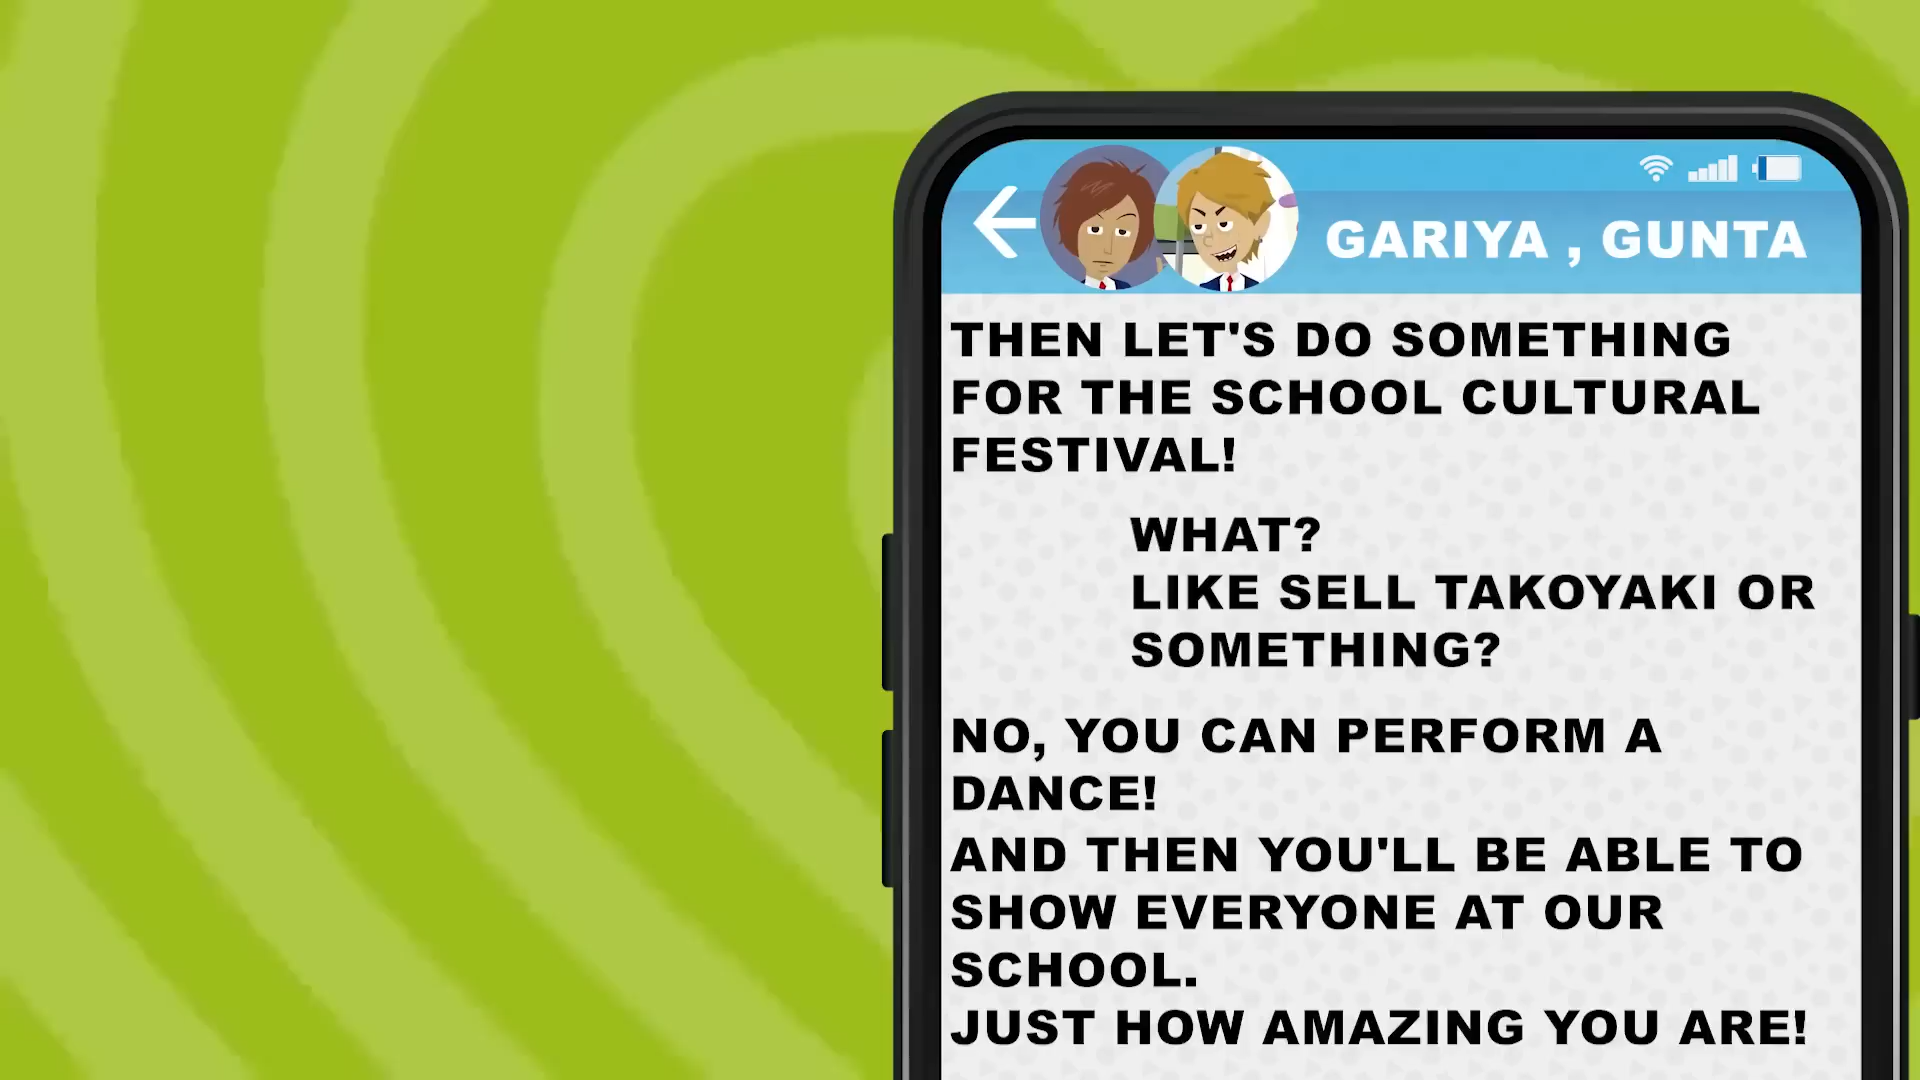 GARIYA , GUNTA
THEN LET'S DO SOMETHING
FOR THE SCHOOL CULTURAL
FESTIVAL!
WHAT?
LIKE SELL TAKOYAKI OR
SOMETHING?
NO, YOU CAN PERFORM A
DANCE!
AND THEN YOU'LL BE ABLE TO
SHOW EVERYONE AT OUR
SCHOOL.
JUST HOW AMAZING YOU ARE!